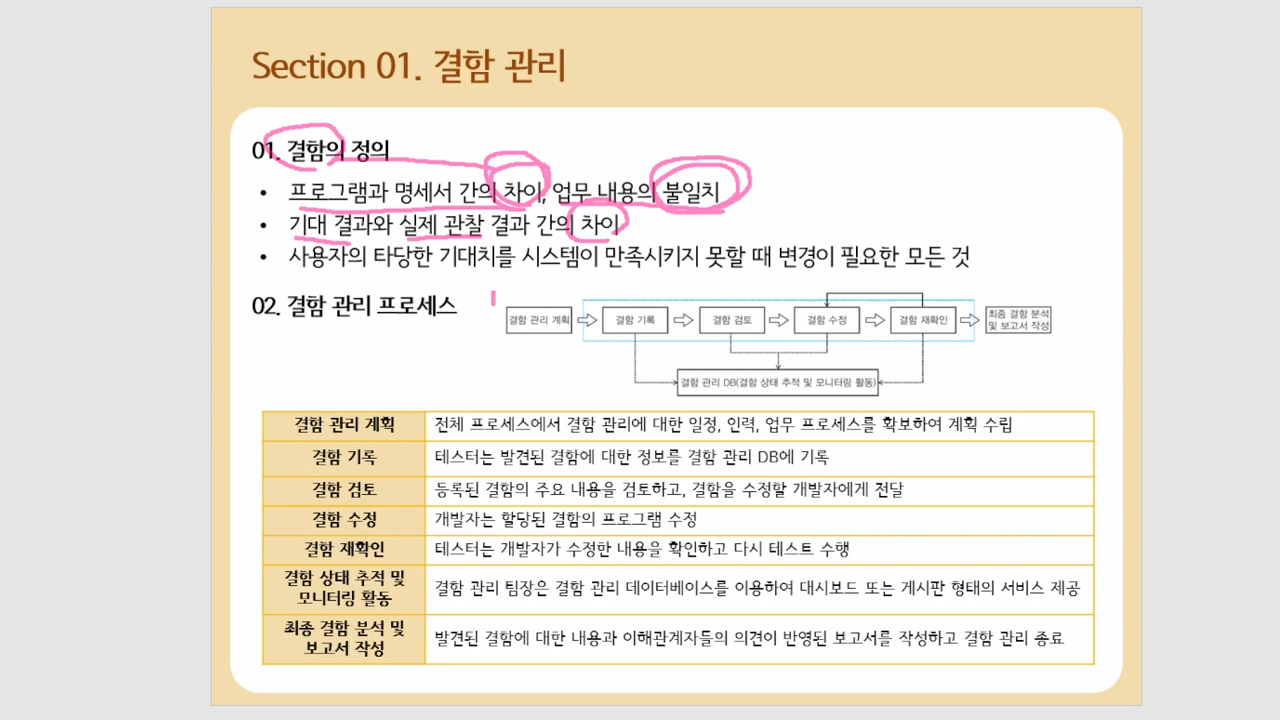 Section 01. 결함 관리
01. 결함의 정의
• 프로그램과 명세서 간의 차이, 업무 내용의 불일치
• 기대 결과와 실제 관찰 결과 간의 차이
• 사용자의 타당한 기대치를 시스템이 만족시키지 못할 때 변경이 필요한 모든 것
02. 결함 관리 프로세스
결함 관리 계획
결함 기록
결함 검토
결함 수정
결함 재확인
최종 결함 분석
및 보고서 작성
결함 관리 DB(결함 상태 추적 및 모니터링 활동)
결함 관리 계획 전체 프로세스에서 결함 관리에 대한 일정, 인력, 업무 프로세스를 확보하여 계획 수립
결함 기록 테스터는 발견된 결함에 대한 정보를 결함 관리 DB에 기록
결함 검토 등록된 결함의 주요 내용을 검토하고, 결함을 수정할 개발자에게 전달
결함 수정 개발자는 할당된 결함의 프로그램 수정
결함 재확인 테스터는 개발자가 수정한 내용을 확인하고 다시 테스트 수행
결함 상태 추적 및
모니터링 활동
결함 관리 팀장은 결함 관리 데이터베이스를 이용하여 대시보드 또는 게시판 형태의 서비스 제공
최종 결함 분석 및
보고서 작성
발견된 결함에 대한 내용과 이해관계자들의 의견이 반영된 보고서를 작성하고 결함 관리 종료